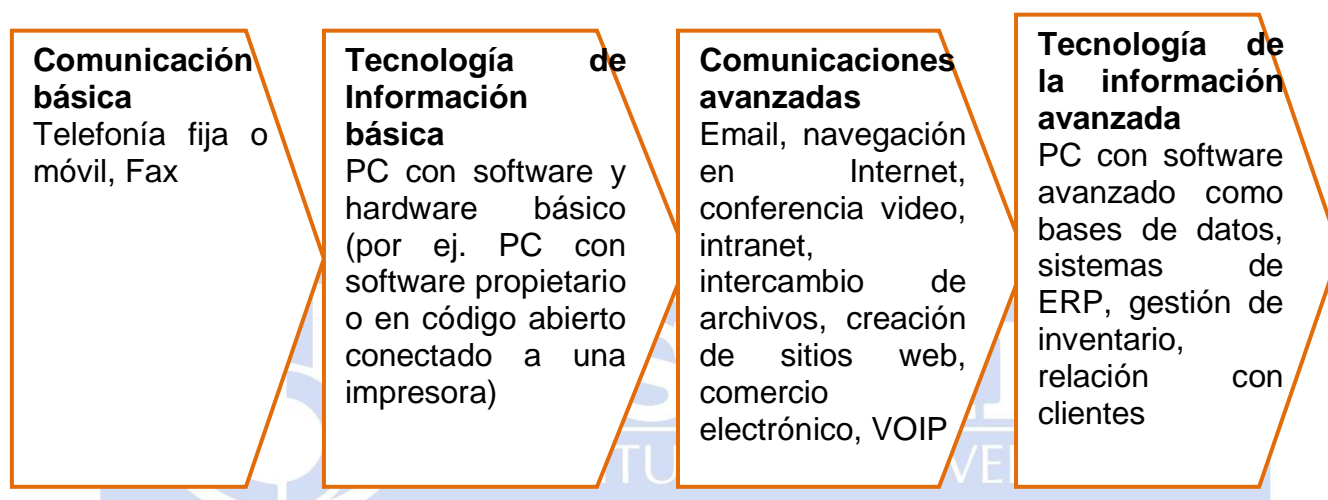 Comunicación
básica
Telefonía fija o
móvil, Fax
Tecnología de
Información
básica
PC con software y
hardware básico
(por ej. PC con
software propietario
o en código abierto
conectado a una
impresora)
Comunicaciones
avanzadas
Email, navegación
en Internet,
conferencia video,
intranet,
intercambio de
archivos, creación
de sitios web,
comercio
electrónico, VOIP
Tecnología de
la información
avanzada
PC con software
avanzado como
bases de datos,
sistemas de
ERP, gestión de
inventario,
relación con
clientes